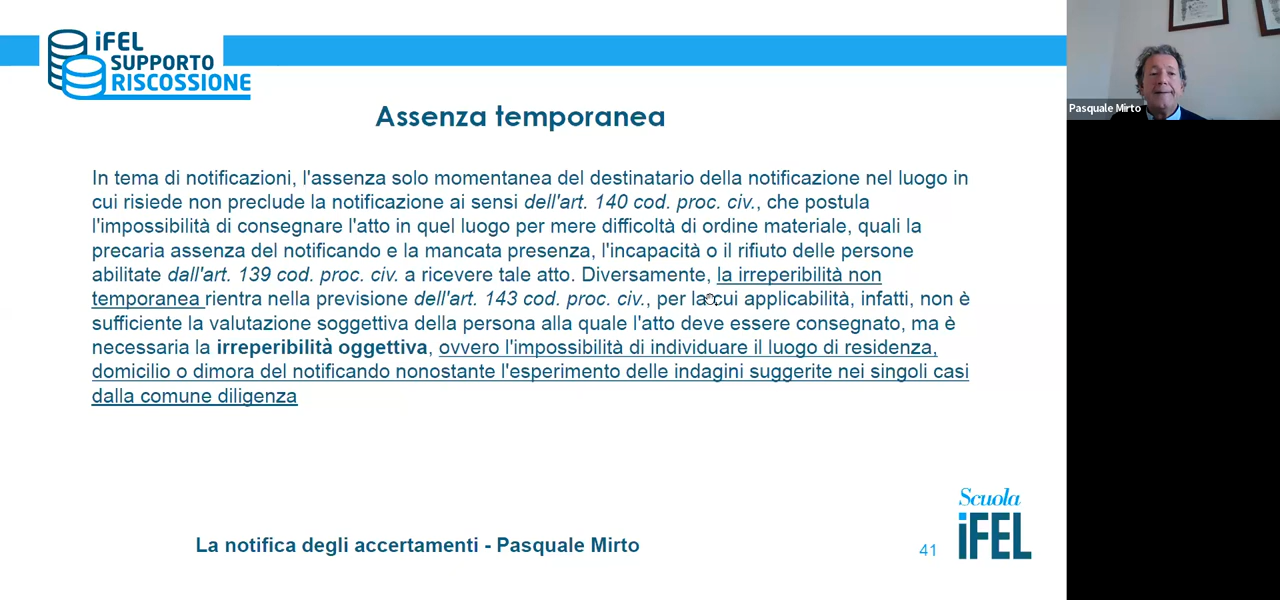 iFEL
SUPPORTO
RISCOSSIONE
Assenza temporanea
In tema di notificazioni, l'assenza solo momentanea del destinatario della notificazione nel luogo in
cui risiede non preclude la notificazione ai sensi dell'art. 140 cod. proc. civ., che postula
l'impossibilità di consegnare l'atto in quel luogo per mere difficoltà di ordine materiale, quali la
precaria assenza del notificando e la mancata presenza, l'incapacità o il rifiuto delle persone
abilitate dall'art. 139 cod. proc. civ. a ricevere tale atto. Diversamente, la irreperibilità non
temporanea rientra nella previsione dell'art. 143 cod. proc. civ., per la cui applicabilità, infatti, non è
sufficiente la valutazione soggettiva della persona alla quale l'atto deve essere consegnato, ma è
necessaria la irreperibilità oggettiva, ovvero l'impossibilità di individuare il luogo di residenza,
domicilio o dimora del notificando nonostante l'esperimento delle indagini suggerite nei singoli casi
dalla comune diligenza
La notifica degli accertamenti - Pasquale Mirto
41
Scuola
iFEL
Pasquale Mirto